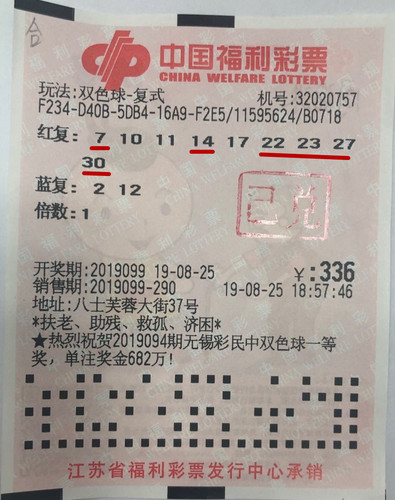 合
中国福利彩票
CHINA WELFARE LOTTERY
玩法:双色球-复式 机号:32020757
F234-D40B-5DB4-16A9-F2E5/11595624/B0718
红复: 7 10 11 14 17 22 23 27
30
蓝复: 2 12
倍数:1
已兑
开奖期:2019099 19-08-25 ¥:336
销售期:2019099-290 19-08-25 18:57:46
地址:八士芙蓉大街37号
*扶老、助残、救孤、济困*
★热烈祝贺2019094期无锡彩民中双色球一等
奖,单注奖金682万!
江苏省福利彩票发行中心承销